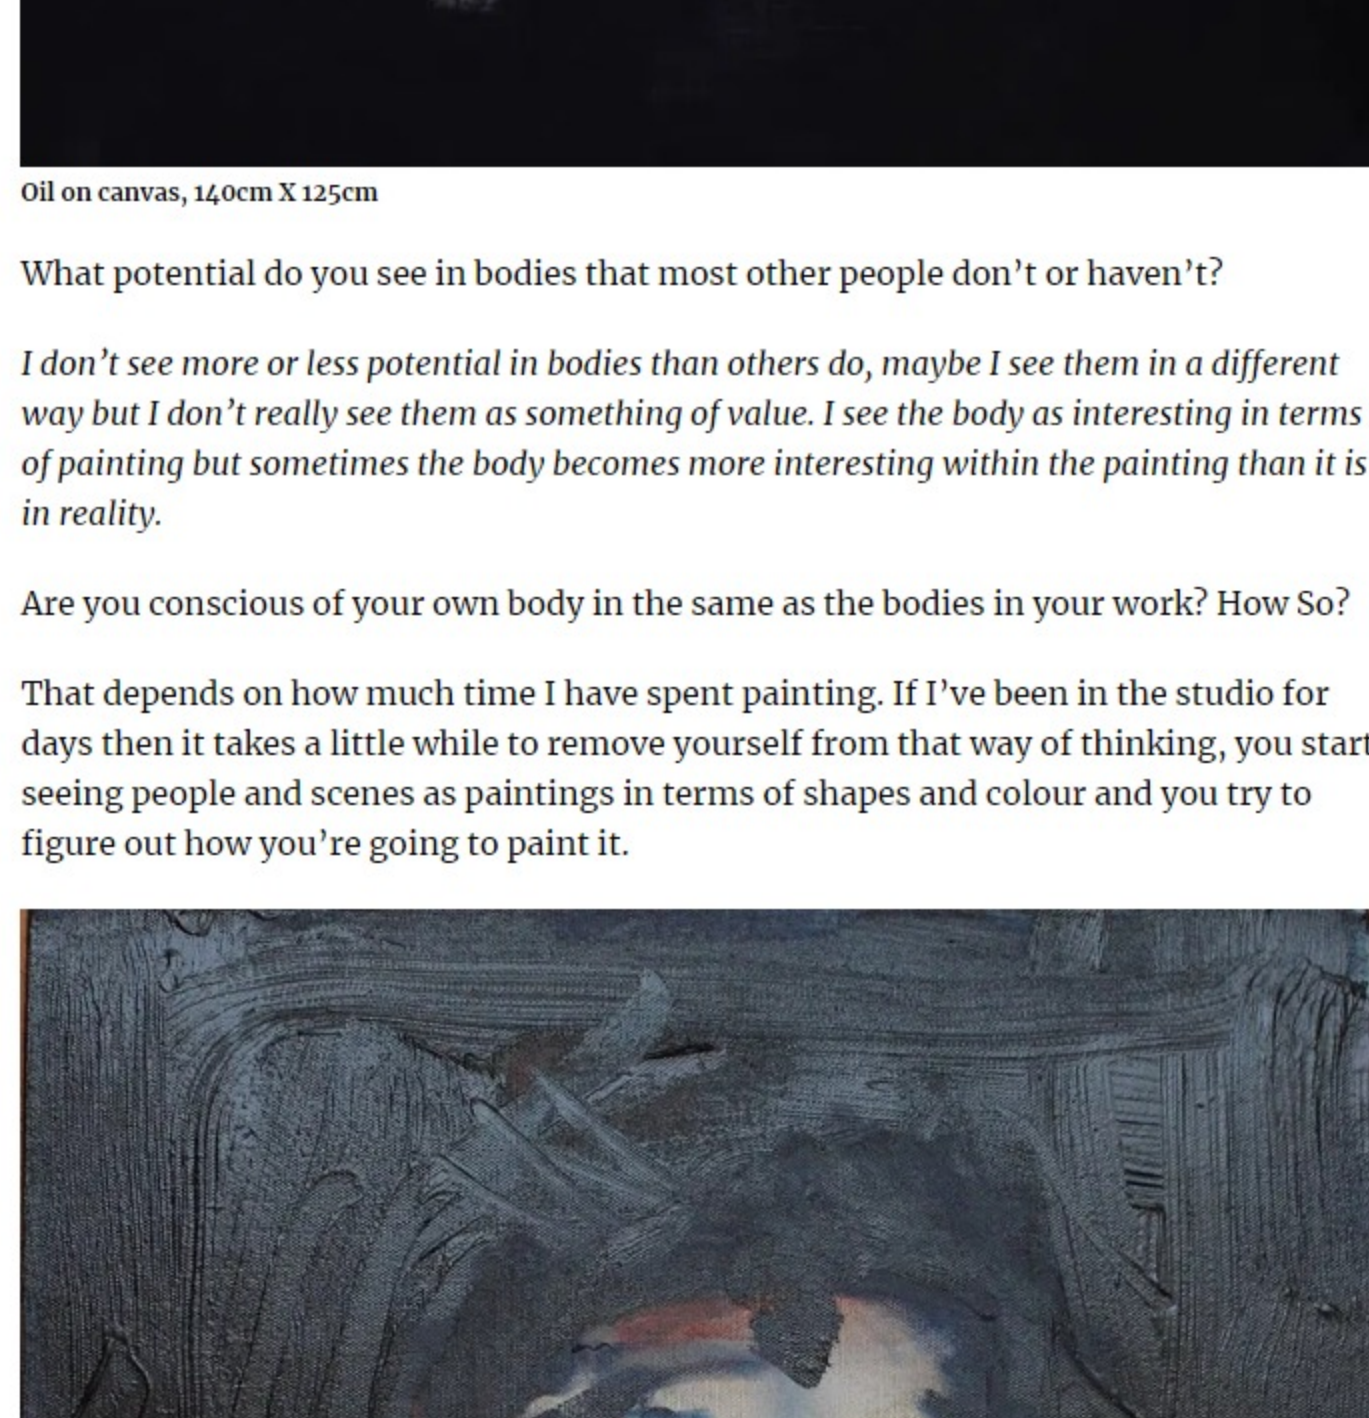 Oil on canvas, 140cm X 125cm
What potential do you see in bodies that most other people don’t or haven’t?
I don’t see more or less potential in bodies than others do, maybe I see them in a different
way but I don’t really see them as something of value. I see the body as interesting in terms
of painting but sometimes the body becomes more interesting within the painting than it is
in reality.
Are you conscious of your own body in the same as the bodies in your work? How So?
That depends on how much time I have spent painting. If I’ve been in the studio for
days then it takes a little while to remove yourself from that way of thinking, you start
seeing people and scenes as paintings in terms of shapes and colour and you try to
figure out how you’re going to paint it.